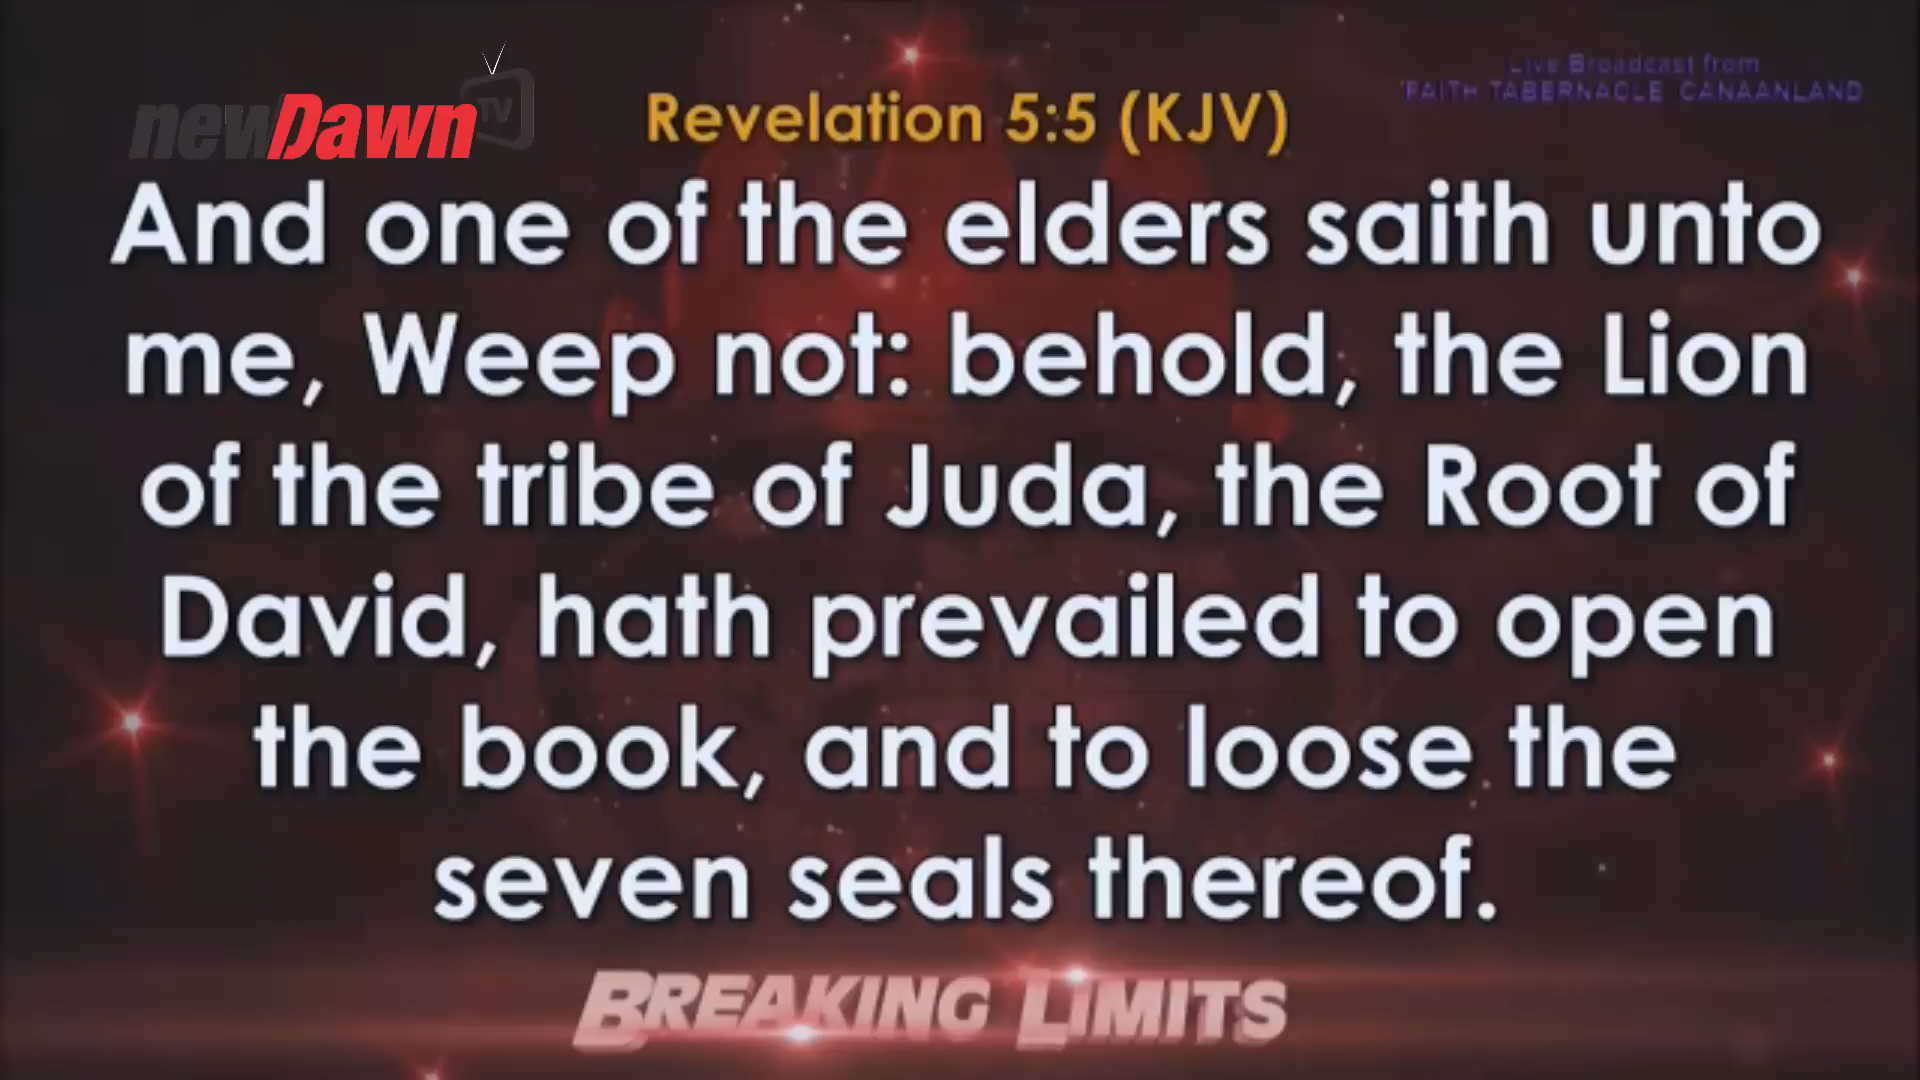 newDawn TV
Live Broadcast from
FAITH TABERNACLE CANAANLAND
Revelation 5:5 (KJV)
And one of the elders saith unto
me, Weep not: behold, the Lion
of the tribe of Juda, the Root of
David, hath prevailed to open
the book, and to loose the
seven seals thereof.
BREAKING LIMITS